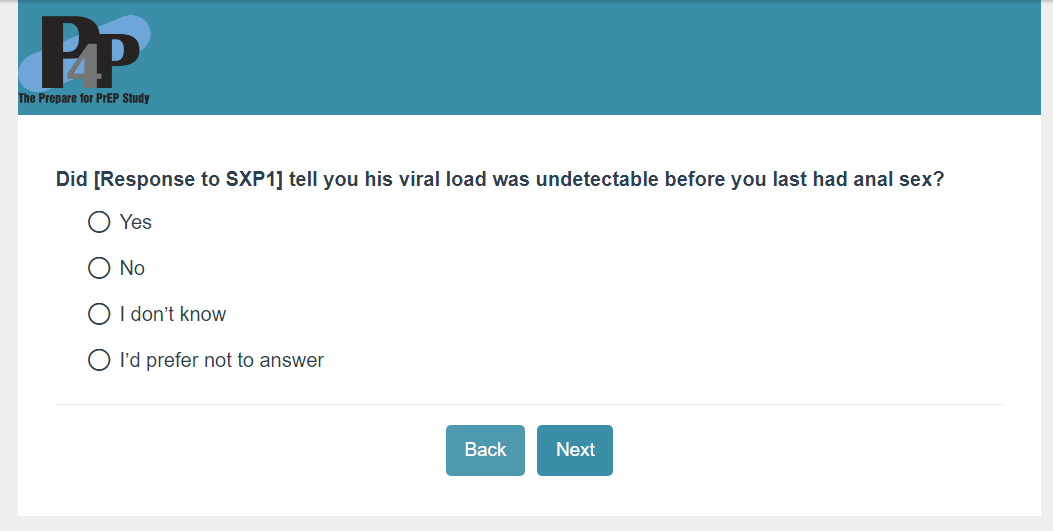 P4P
The Prepare for PrEP Study
Did [Response to SXP1] tell you his viral load was undetectable before you last had anal sex?
Yes
No
I don’t know
I’d prefer not to answer
Back Next